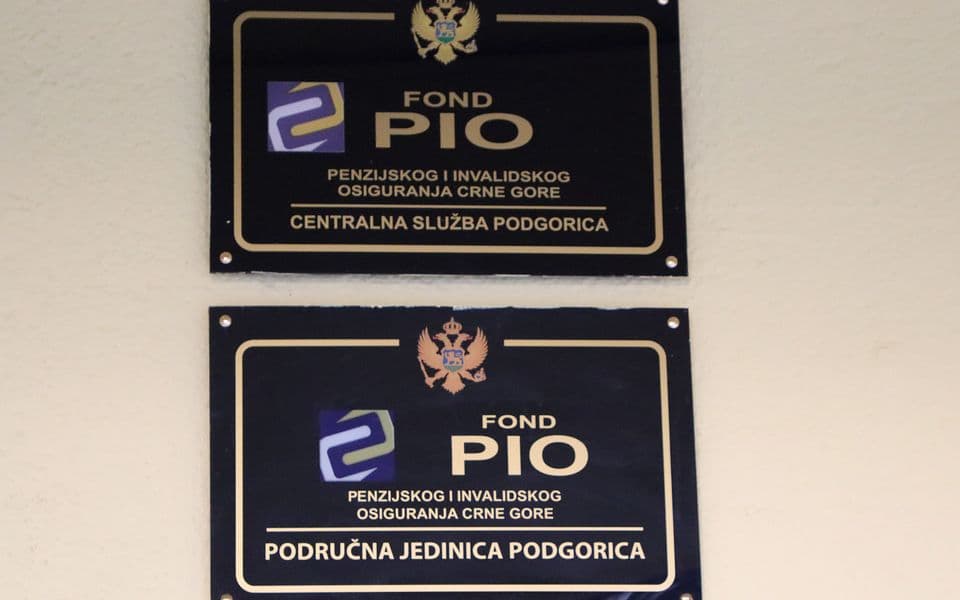 FOND
PIO
PENZIJSKOG I INVALIDSKOG
OSIGURANJA CRNE GORE
CENTRALNA SLUŽBA PODGORICA
FOND
PIO
PENZIJSKOG I INVALIDSKOG
OSIGURANJA CRNE GORE
PODRUČNA JEDINICA PODGORICA